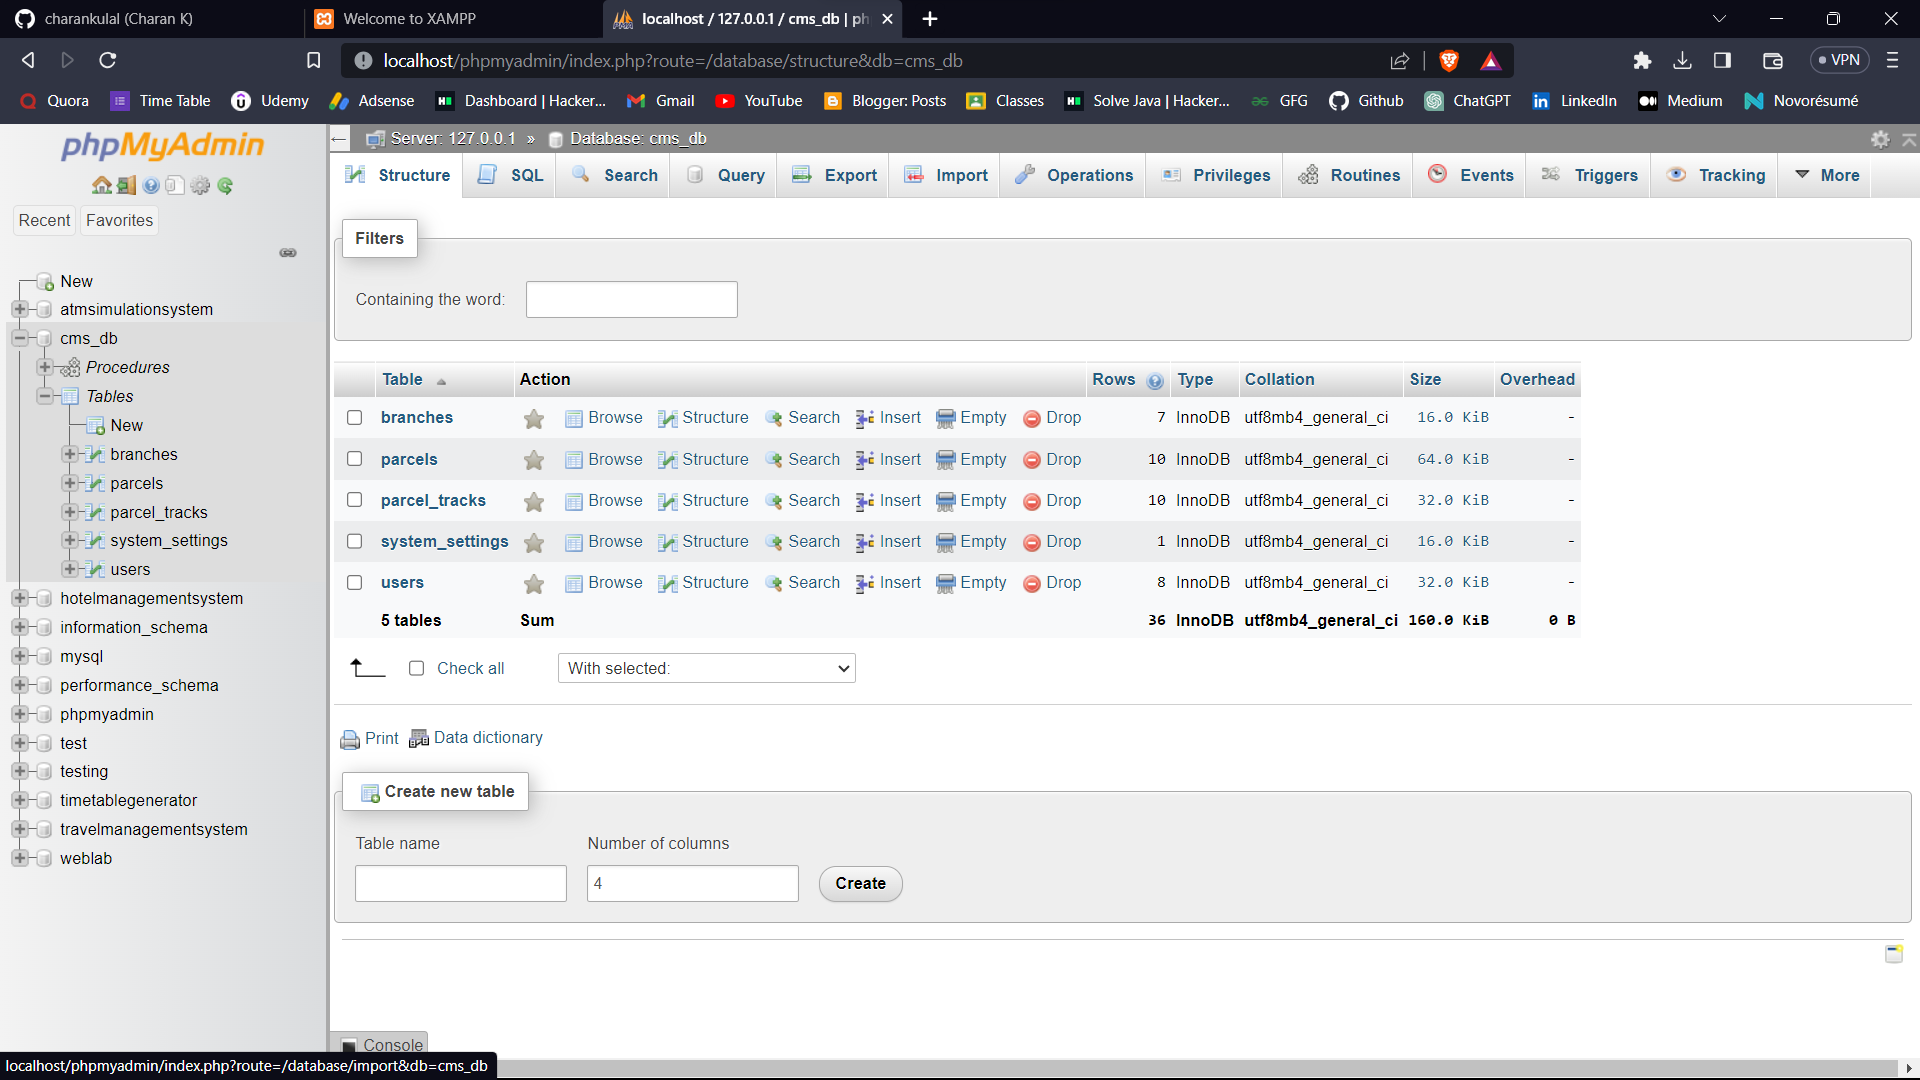 charankulal (Charan K)
Welcome to XAMPP
localhost / 127.0.0.1 / cms_db | ph
localhost/phpmyadmin/index.php?route=/database/structure&db=cms_db
VPN
Quora
Time Table
Udemy
Adsense
Dashboard | Hacker...
Gmail
YouTube
Blogger: Posts
Classes
Solve Java | Hacker...
GFG
Github
ChatGPT
LinkedIn
Medium
Novorésumé
phpMyAdmin
Recent
Favorites
New
atmsimulationsystem
cms_db
Procedures
Tables
New
branches
parcels
parcel_tracks
system_settings
users
hotelmanagementsystem
information_schema
mysql
performance_schema
phpmyadmin
test
testing
timetablegenerator
travelmanagementsystem
weblab
Server: 127.0.0.1 » Database: cms_db
Structure
SQL
Search
Query
Export
Import
Operations
Privileges
Routines
Events
Triggers
Tracking
More
Filters
Containing the word:
Table Action Rows Type Collation Size Overhead
branches Browse Structure Search Insert Empty Drop 7 InnoDB utf8mb4_general_ci 16.0 KiB -
parcels Browse Structure Search Insert Empty Drop 10 InnoDB utf8mb4_general_ci 64.0 KiB -
parcel_tracks Browse Structure Search Insert Empty Drop 10 InnoDB utf8mb4_general_ci 32.0 KiB -
system_settings Browse Structure Search Insert Empty Drop 1 InnoDB utf8mb4_general_ci 16.0 KiB -
users Browse Structure Search Insert Empty Drop 8 InnoDB utf8mb4_general_ci 32.0 KiB -
5 tables Sum 36 InnoDB utf8mb4_general_ci 160.0 KiB 0 B
Check all
With selected:
Print
Data dictionary
Create new table
Table name
Number of columns
4
Create
Console
localhost/phpmyadmin/index.php?route=/database/import&db=cms_db